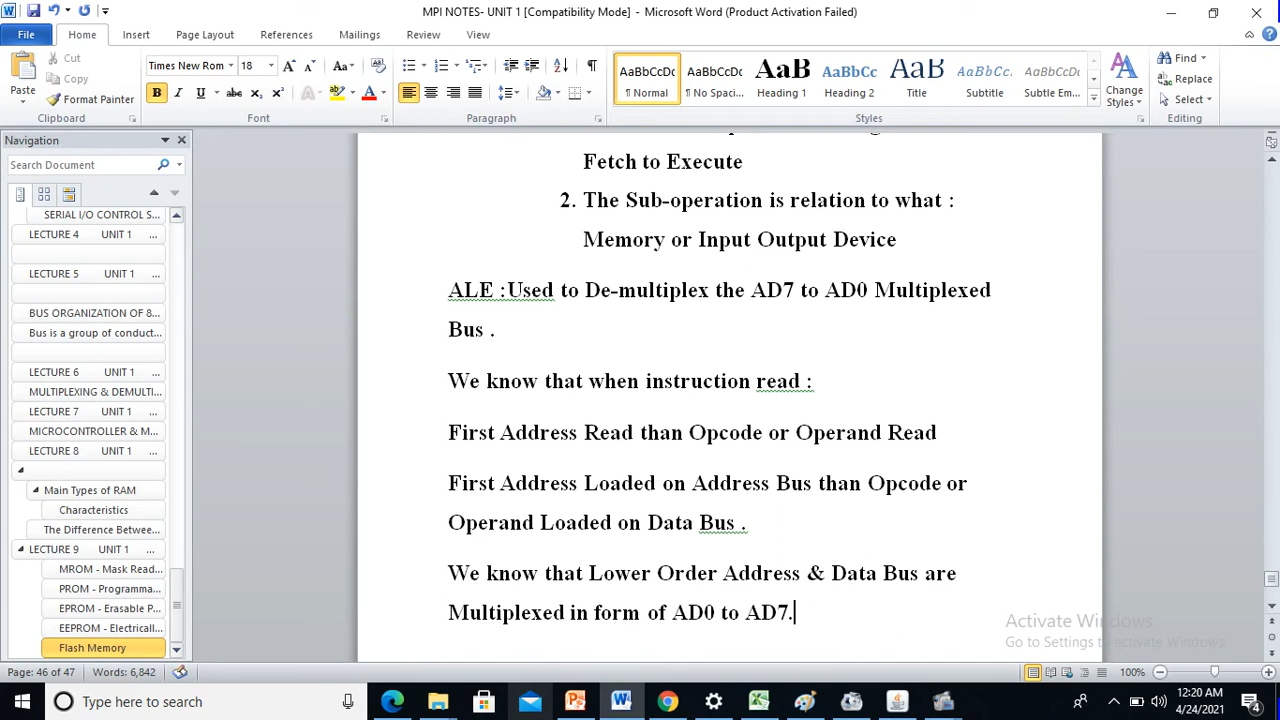 MPI NOTES- UNIT 1 [Compatibility Mode] - Microsoft Word (Product Activation Failed)
File Home Insert Page Layout References Mailings Review View
Paste
Cut
Copy
Format Painter
Clipboard
Times New Rom 18
B I U abc x₂ x²
Font
Paragraph
AaBbCcDc AaBbCcDc AaB AaBbCc AaB AaBbCc AaBbCcDc
¶ Normal ¶ No Spaci... Heading 1 Heading 2 Title Subtitle Subtle Em...
Change Styles
Styles
Find
Replace
Select
Editing
Navigation
Search Document
SERIAL I/O CONTROL S...
LECTURE 4 UNIT 1 ...
LECTURE 5 UNIT 1 ...
BUS ORGANIZATION OF 8...
Bus is a group of conduct...
LECTURE 6 UNIT 1 ...
MULTIPLEXING & DEMULTI...
LECTURE 7 UNIT 1 ...
MICROCONTROLLER & M...
LECTURE 8 UNIT 1 ...
Main Types of RAM
Characteristics
The Difference Betwee...
LECTURE 9 UNIT 1 ...
MROM - Mask Read...
PROM - Programma...
EPROM - Erasable P...
EEPROM - Electricall...
Flash Memory
Fetch to Execute
2. The Sub-operation is relation to what :
Memory or Input Output Device
ALE :Used to De-multiplex the AD7 to AD0 Multiplexed
Bus .
We know that when instruction read :
First Address Read than Opcode or Operand Read
First Address Loaded on Address Bus than Opcode or
Operand Loaded on Data Bus .
We know that Lower Order Address & Data Bus are
Multiplexed in form of AD0 to AD7.
Activate Windows
Go to Settings to activate Windows.
Page: 46 of 47 Words: 6,842 100%
Type here to search
12:20 AM
4/24/2021
4